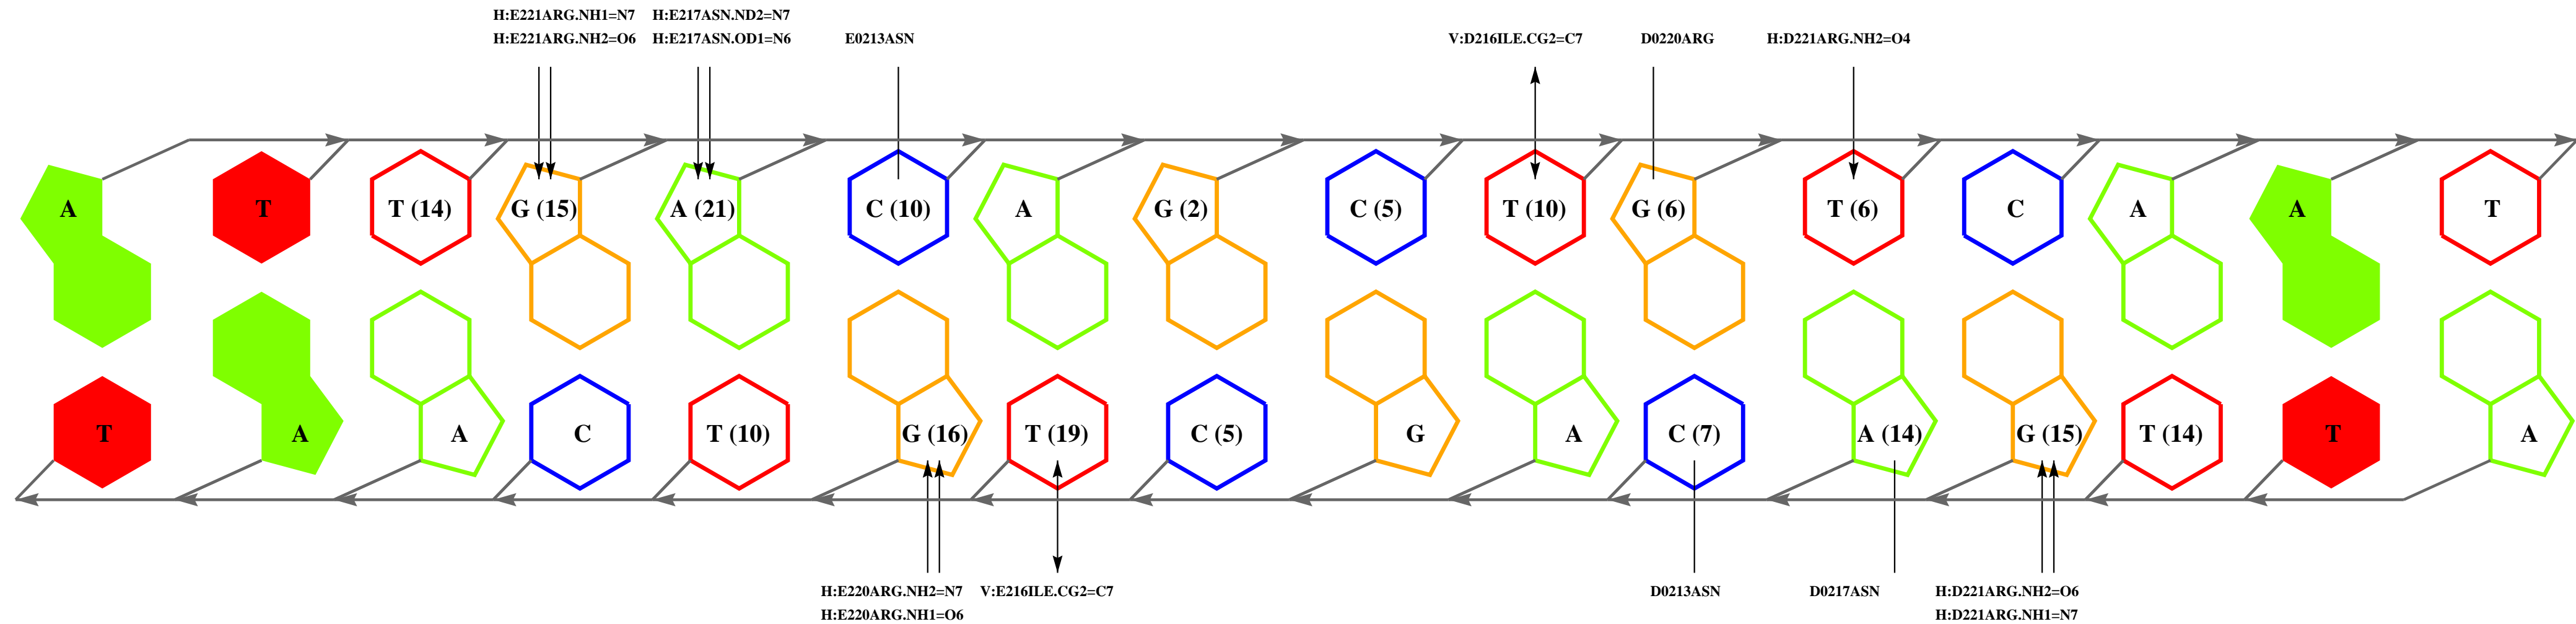 H:E221ARG.NH1=N7 H:E217ASN.ND2=N7
H:E221ARG.NH2=O6 H:E217ASN.OD1=N6 E0213ASN V:D216ILE.CG2=C7 D0220ARG H:D221ARG.NH2=O4
A T T (14) G (15) A (21) C (10) A G (2) C (5) T (10) G (6) T (6) C A A T
T A A C T (10) G (16) T (19) C (5) G A C (7) A (14) G (15) T (14) T A
H:E220ARG.NH2=N7 V:E216ILE.CG2=C7 D0213ASN D0217ASN H:D221ARG.NH2=O6
H:E220ARG.NH1=O6 H:D221ARG.NH1=N7